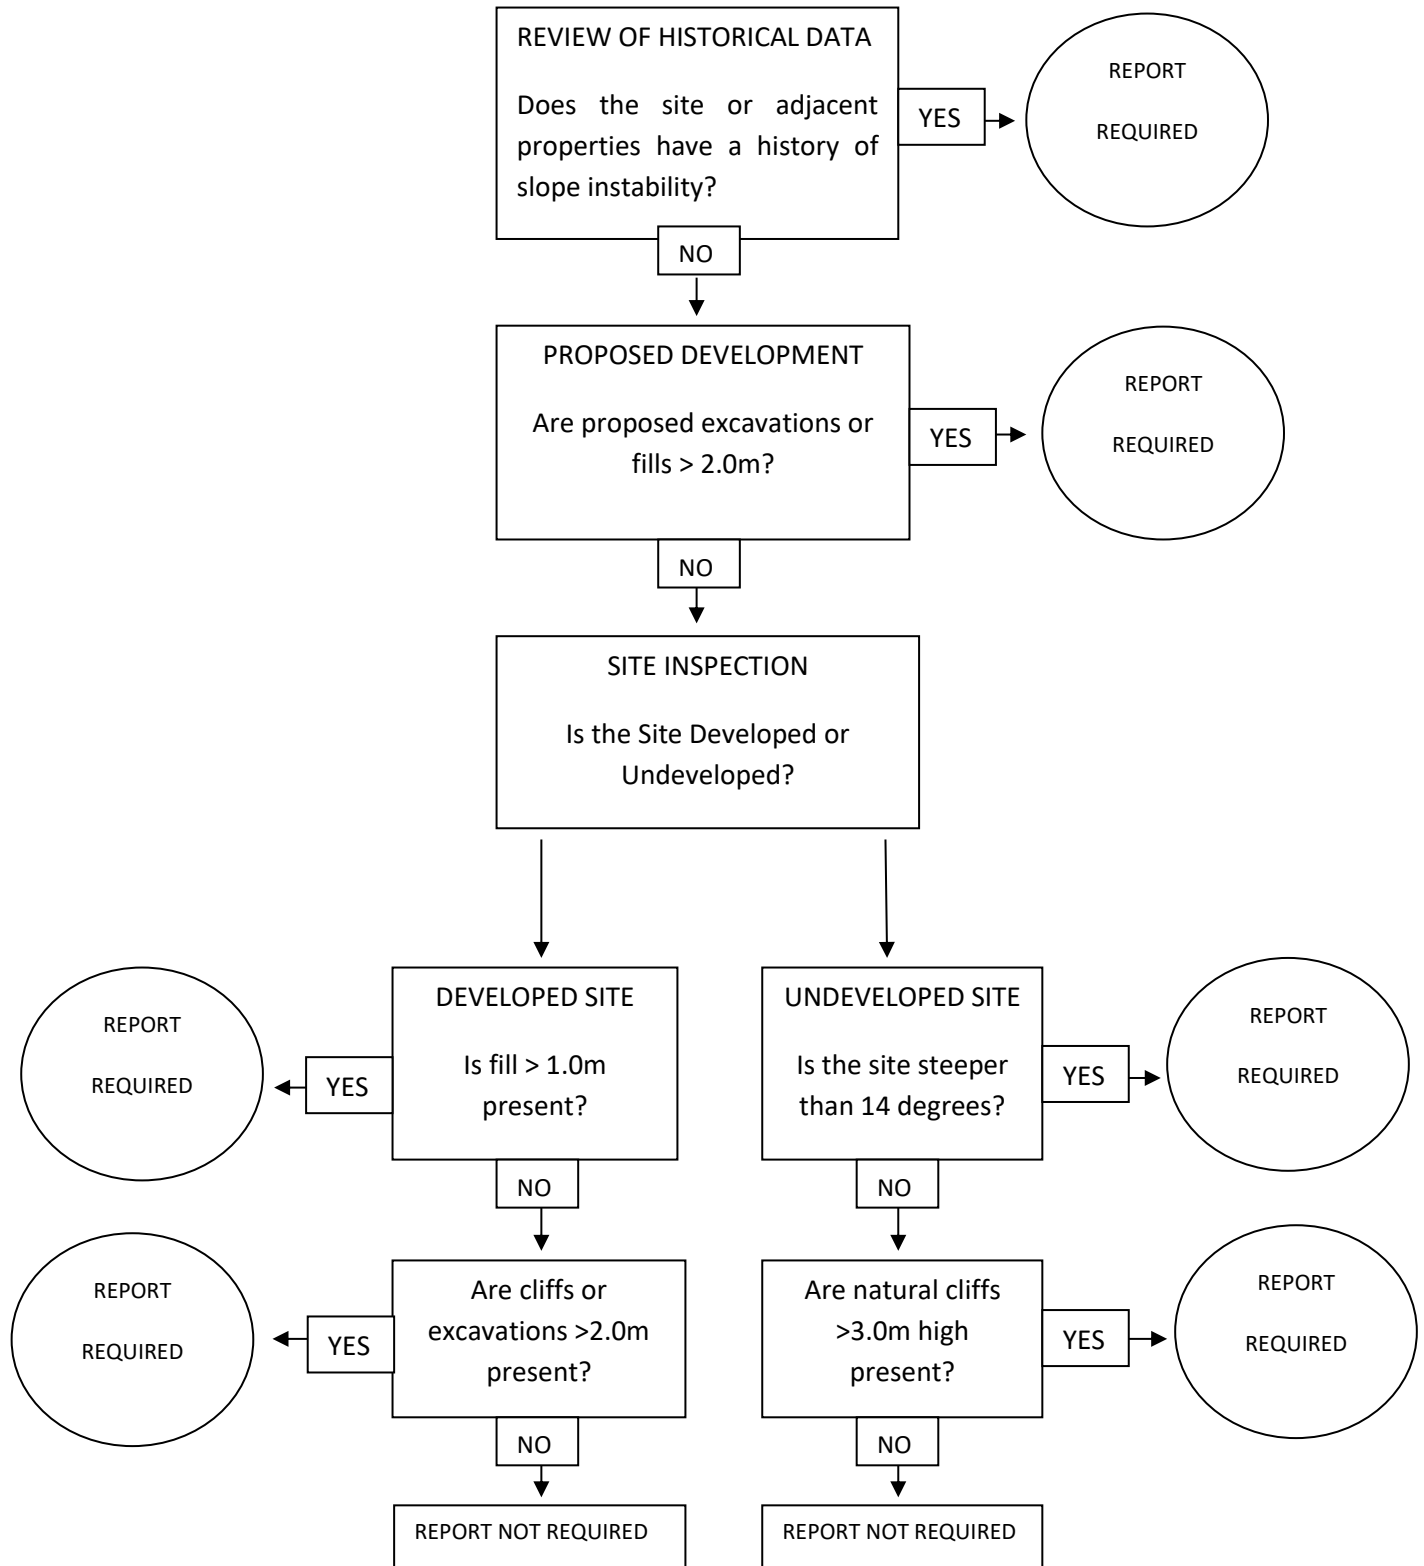 REVIEW OF HISTORICAL DATA
Does the site or adjacent
properties have a history of
slope instability?
YES
REPORT
REQUIRED
NO
PROPOSED DEVELOPMENT
Are proposed excavations or
fills > 2.0m?
YES
REPORT
REQUIRED
NO
SITE INSPECTION
Is the Site Developed or
Undeveloped?
DEVELOPED SITE
Is fill > 1.0m
present?
YES
REPORT
REQUIRED
NO
Are cliffs or
excavations >2.0m
present?
YES
REPORT
REQUIRED
NO
REPORT NOT REQUIRED
UNDEVELOPED SITE
Is the site steeper
than 14 degrees?
YES
REPORT
REQUIRED
NO
Are natural cliffs
>3.0m high
present?
YES
REPORT
REQUIRED
NO
REPORT NOT REQUIRED